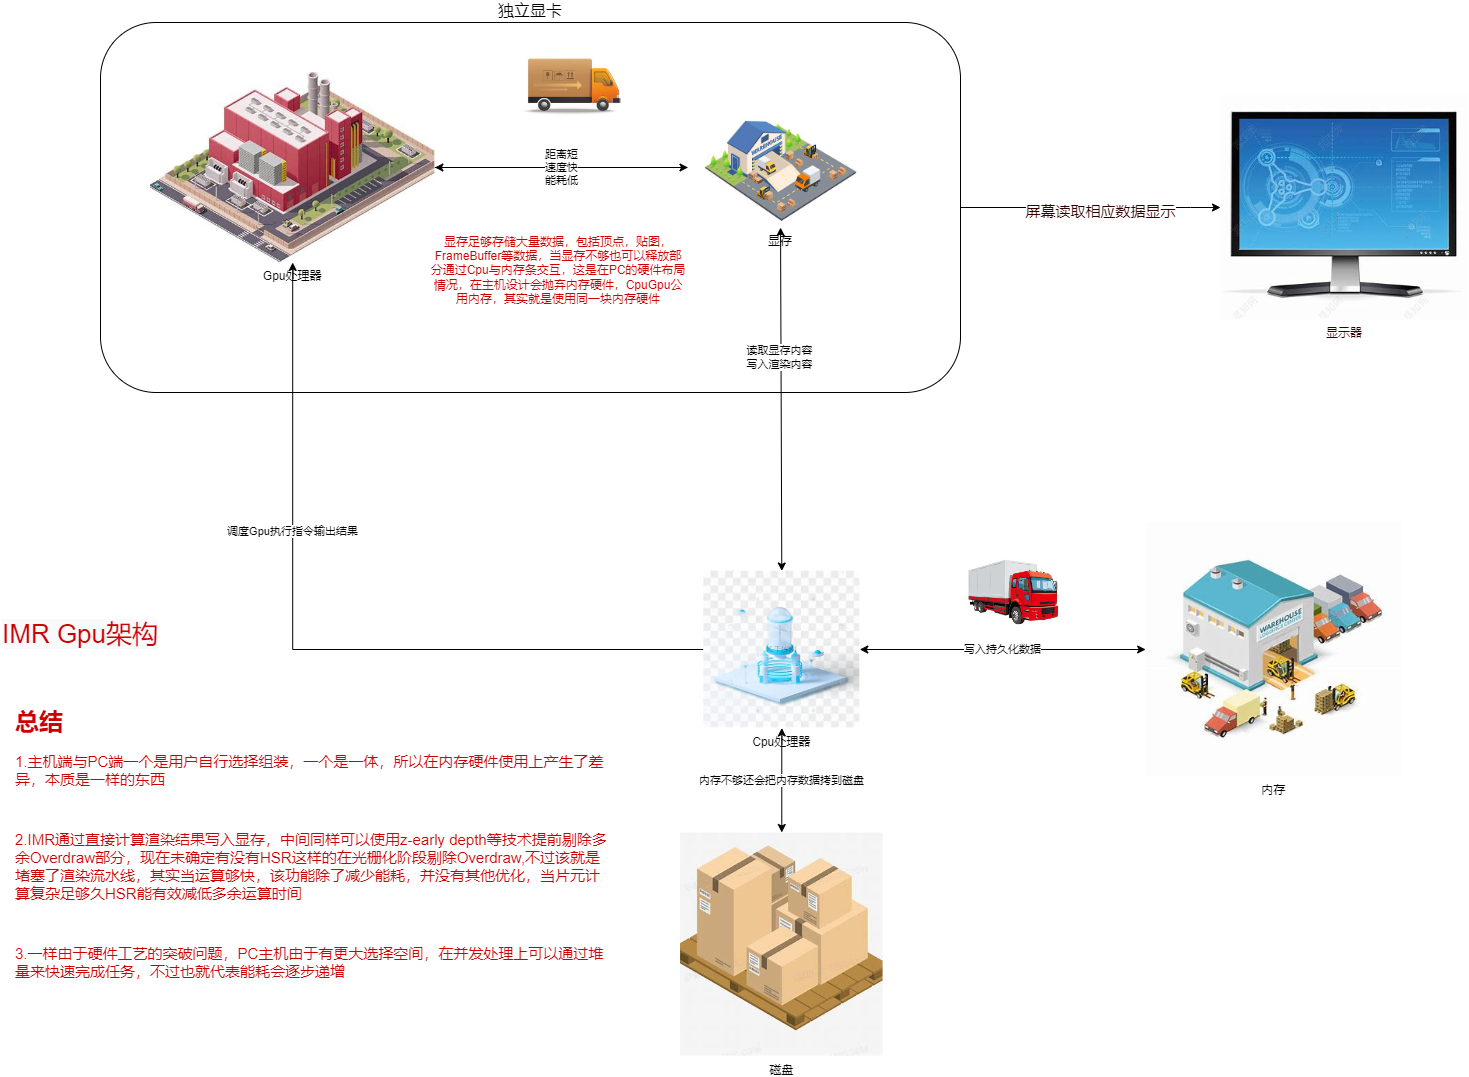 独立显卡
距离短
速度快
能耗低
WAREHOUSE
显存
Gpu处理器
显存足够存储大量数据，包括顶点，贴图，
FrameBuffer等数据，当显存不够也可以释放部
分通过Cpu与内存条交互，这是在PC的硬件布局
情况，在主机设计会抛弃内存硬件，CpuGpu公
用内存，其实就是使用同一块内存硬件
屏幕读取相应数据显示
显示器
读取显存内容
写入渲染内容
调度Gpu执行指令输出结果
IMR Gpu架构
写入持久化数据
WAREHOUSE
内存
Cpu处理器
内存不够还会把内存数据拷到磁盘
磁盘
总结
1.主机端与PC端一个是用户自行选择组装，一个是一体，所以在内存硬件使用上产生了差
异，本质是一样的东西
2.IMR通过直接计算渲染结果写入显存，中间同样可以使用z-early depth等技术提前剔除多
余Overdraw部分，现在未确定有没有HSR这样的在光栅化阶段剔除Overdraw,不过该就是
堵塞了渲染流水线，其实当运算够快，该功能除了减少能耗，并没有其他优化，当片元计
算复杂足够久HSR能有效减低多余运算时间
3.一样由于硬件工艺的突破问题，PC主机由于有更大选择空间，在并发处理上可以通过堆
量来快速完成任务，不过也就代表能耗会逐步递增